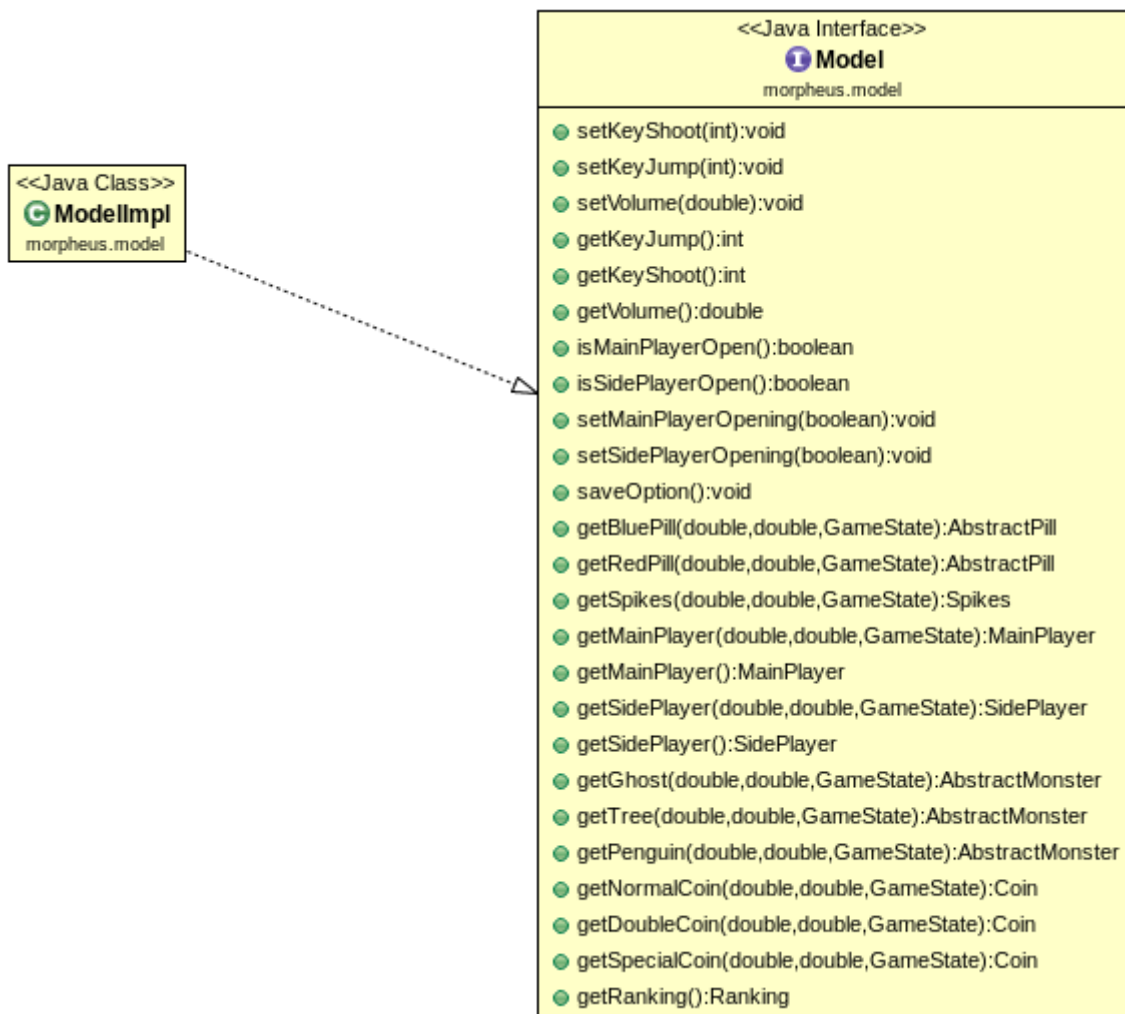 <<Java Class>>
C ModelImpl
morpheus.model
<<Java Interface>>
I Model
morpheus.model
setKeyShoot(int):void
setKeyJump(int):void
setVolume(double):void
getKeyJump():int
getKeyShoot():int
getVolume():double
isMainPlayerOpen():boolean
isSidePlayerOpen():boolean
setMainPlayerOpening(boolean):void
setSidePlayerOpening(boolean):void
saveOption():void
getBluePill(double,double,GameState):AbstractPill
getRedPill(double,double,GameState):AbstractPill
getSpikes(double,double,GameState):Spikes
getMainPlayer(double,double,GameState):MainPlayer
getMainPlayer():MainPlayer
getSidePlayer(double,double,GameState):SidePlayer
getSidePlayer():SidePlayer
getGhost(double,double,GameState):AbstractMonster
getTree(double,double,GameState):AbstractMonster
getPenguin(double,double,GameState):AbstractMonster
getNormalCoin(double,double,GameState):Coin
getDoubleCoin(double,double,GameState):Coin
getSpecialCoin(double,double,GameState):Coin
getRanking():Ranking